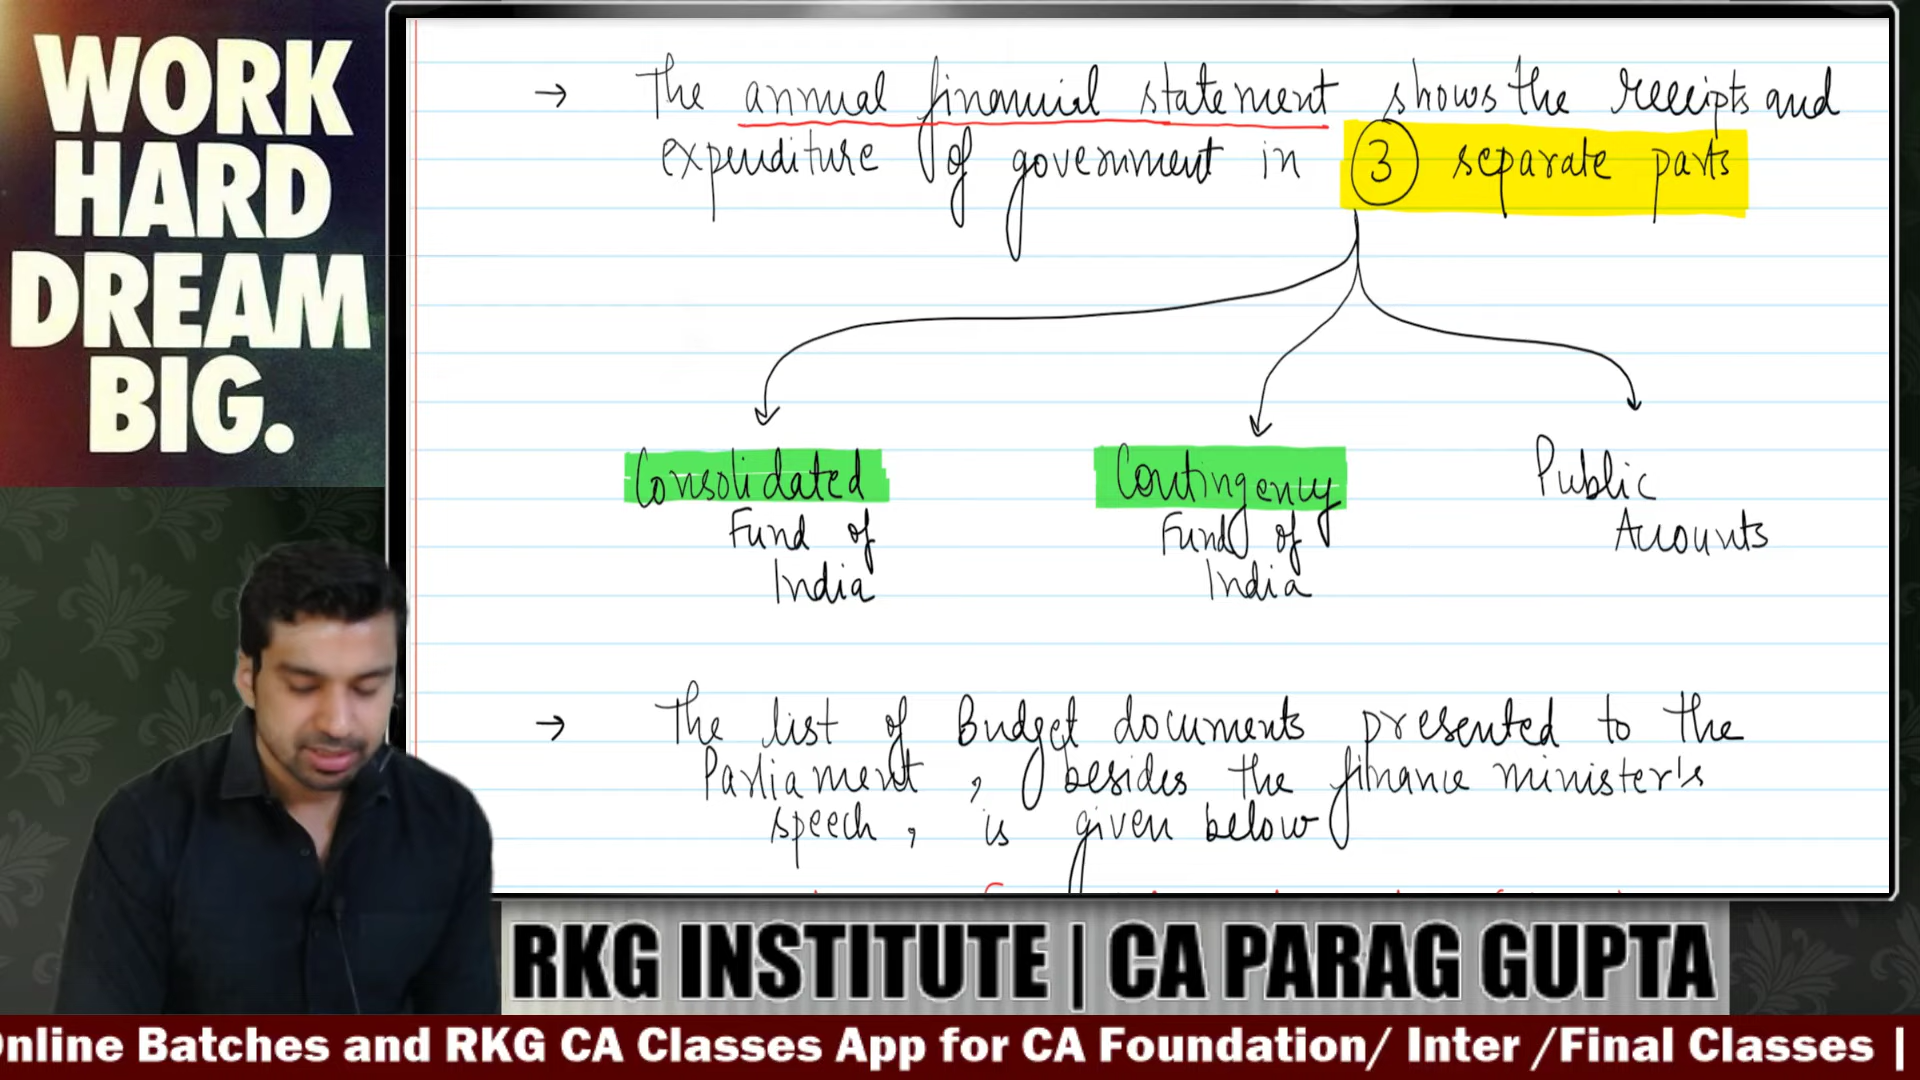 WORK
HARD
DREAM
BIG.
→ The annual financial statement shows the receipts and
expenditure of government in 3 separate parts
Consolidated
Fund of
India
Contingency
Fund of
India
Public
Accounts
→ The list of Budget documents presented to the
Parliament, besides the finance minister's
speech, is given below
RKG INSTITUTE | CA PARAG GUPTA
Online Batches and RKG CA Classes App for CA Foundation/ Inter /Final Classes |